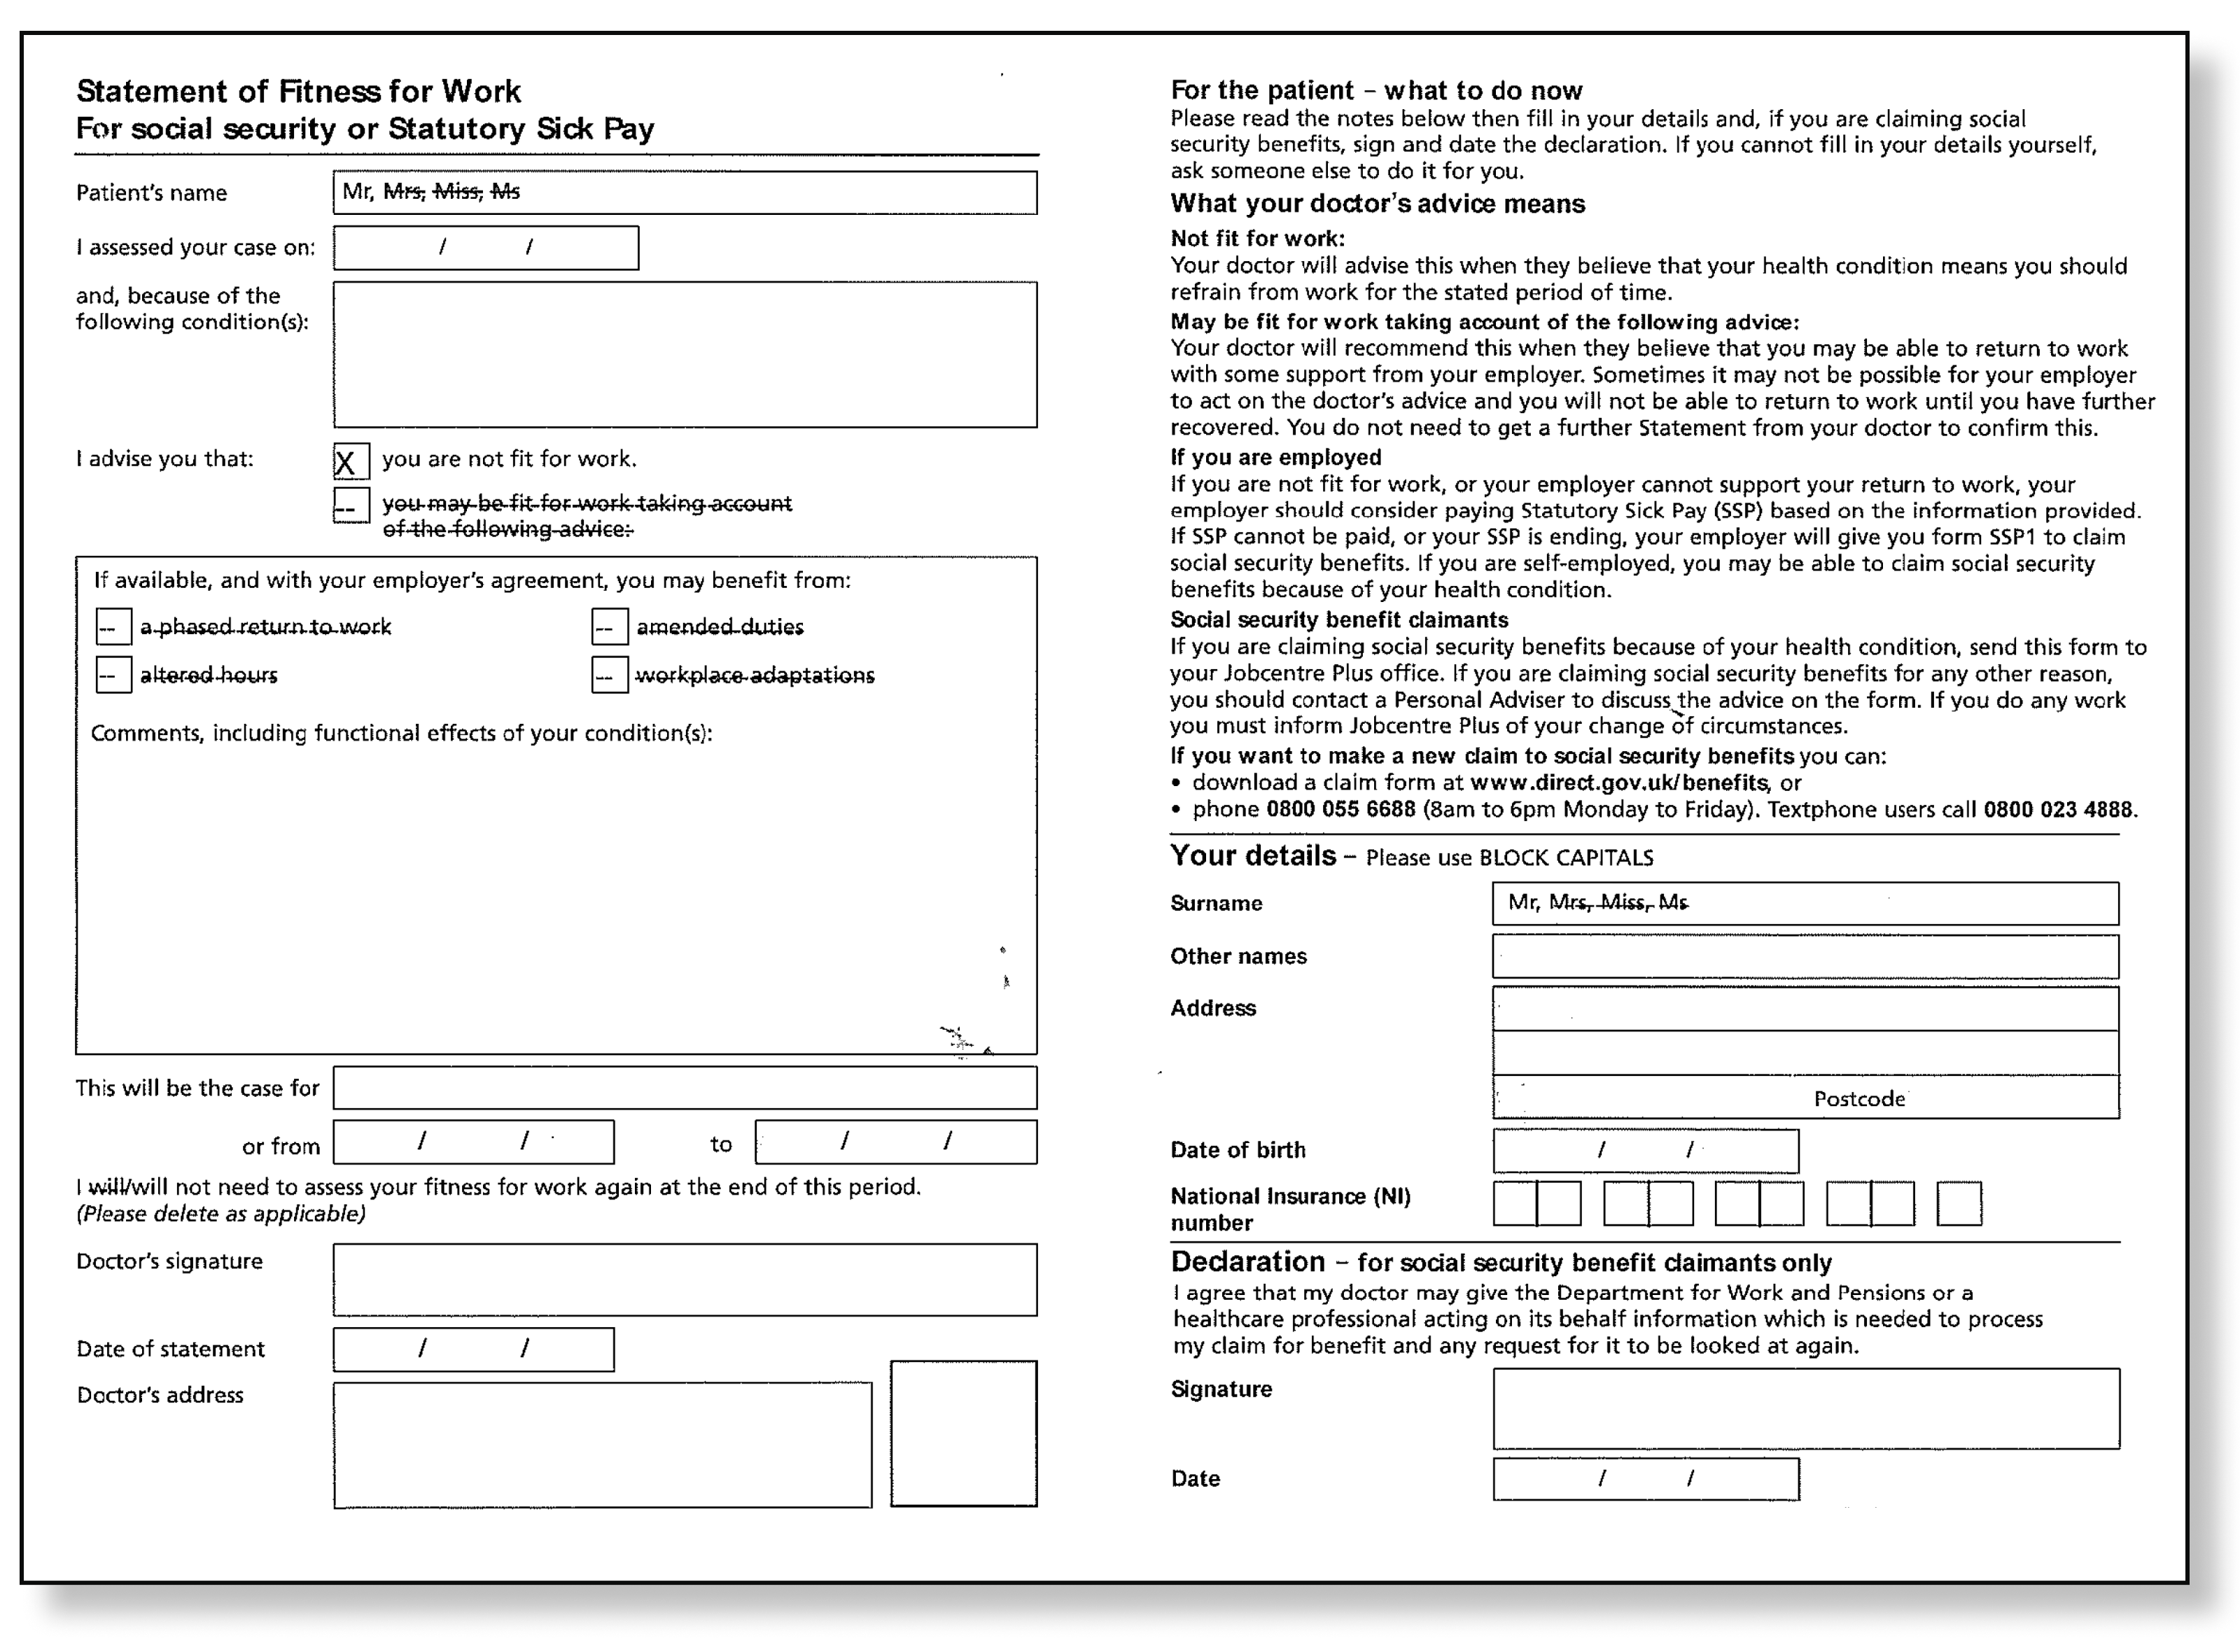 Statement of Fitness for Work
For social security or Statutory Sick Pay
Patient's name
Mr, Mrs, Miss, Ms
I assessed your case on:
/ /
and, because of the
following condition(s):
I advise you that:
X you are not fit for work.
-- you may be fit for work taking account
of the following advice:
If available, and with your employer's agreement, you may benefit from:
-- a phased return to work
-- amended duties
-- altered hours
-- workplace adaptations
Comments, including functional effects of your condition(s):
This will be the case for
or from / / to / /
I will/will not need to assess your fitness for work again at the end of this period.
(Please delete as applicable)
Doctor's signature
Date of statement
/ /
Doctor's address
For the patient – what to do now
Please read the notes below then fill in your details and, if you are claiming social
security benefits, sign and date the declaration. If you cannot fill in your details yourself,
ask someone else to do it for you.
What your doctor's advice means
Not fit for work:
Your doctor will advise this when they believe that your health condition means you should
refrain from work for the stated period of time.
May be fit for work taking account of the following advice:
Your doctor will recommend this when they believe that you may be able to return to work
with some support from your employer. Sometimes it may not be possible for your employer
to act on the doctor's advice and you will not be able to return to work until you have further
recovered. You do not need to get a further Statement from your doctor to confirm this.
If you are employed
If you are not fit for work, or your employer cannot support your return to work, your
employer should consider paying Statutory Sick Pay (SSP) based on the information provided.
If SSP cannot be paid, or your SSP is ending, your employer will give you form SSP1 to claim
social security benefits. If you are self-employed, you may be able to claim social security
benefits because of your health condition.
Social security benefit claimants
If you are claiming social security benefits because of your health condition, send this form to
your Jobcentre Plus office. If you are claiming social security benefits for any other reason,
you should contact a Personal Adviser to discuss the advice on the form. If you do any work
you must inform Jobcentre Plus of your change of circumstances.
If you want to make a new claim to social security benefits you can:
• download a claim form at www.direct.gov.uk/benefits, or
• phone 0800 055 6688 (8am to 6pm Monday to Friday). Textphone users call 0800 023 4888.
Your details – Please use BLOCK CAPITALS
Surname
Mr, Mrs, Miss, Ms
Other names
Address
Postcode
Date of birth
/ /
National Insurance (NI)
number
Declaration – for social security benefit claimants only
I agree that my doctor may give the Department for Work and Pensions or a
healthcare professional acting on its behalf information which is needed to process
my claim for benefit and any request for it to be looked at again.
Signature
Date
/ /